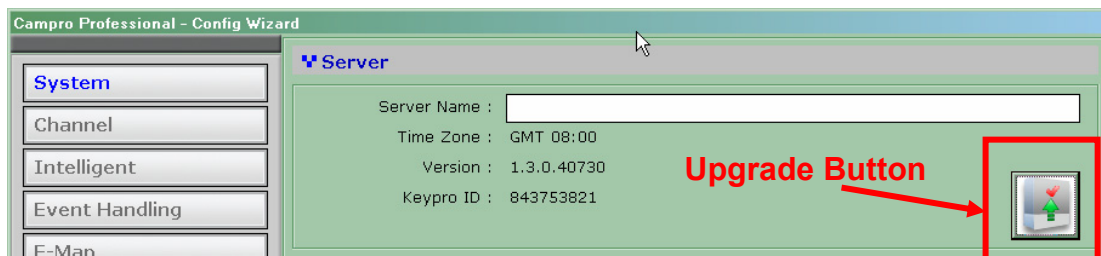 Campro Professional - Config Wizard
System
Channel
Intelligent
Event Handling
E-Map
Server
Server Name :
Time Zone : GMT 08:00
Version : 1.3.0.40730
Keypro ID : 843753821
Upgrade Button